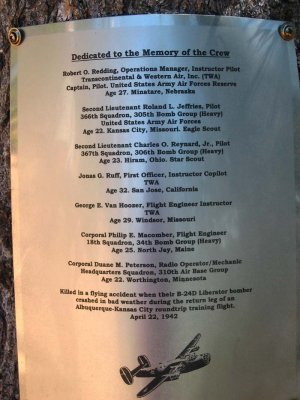 Dedicated to the Memory of the Crew
Robert O. Redding, Operations Manager, Instructor Pilot
Transcontinental & Western Air, Inc. (TWA)
Captain, Pilot. United States Army Air Forces Reserve
Age 27. Minatare, Nebraska
Second Lieutenant Roland L. Jeffries, Pilot
366th Squadron, 305th Bomb Group (Heavy)
United States Army Air Forces
Age 22. Kansas City, Missouri. Eagle Scout
Second Lieutenant Charles O. Reynard, Jr., Pilot
367th Squadron, 306th Bomb Group (Heavy)
Age 23. Hiram, Ohio. Star Scout
Jonas G. Ruff, First Officer, Instructor Copilot
TWA
Age 32. San Jose, California
George E. Van Hoozer, Flight Engineer Instructor
TWA
Age 29. Windsor, Missouri
Corporal Philip E. Macomber, Flight Engineer
18th Squadron, 34th Bomb Group (Heavy)
Age 25. North Jay, Maine
Corporal Duane M. Peterson, Radio Operator/Mechanic
Headquarters Squadron, 310th Air Base Group
Age 22. Worthington, Minnesota
Killed in a flying accident when their B-24D Liberator bomber
crashed in bad weather during the return leg of an
Albuquerque-Kansas City roundtrip training flight.
April 22, 1942